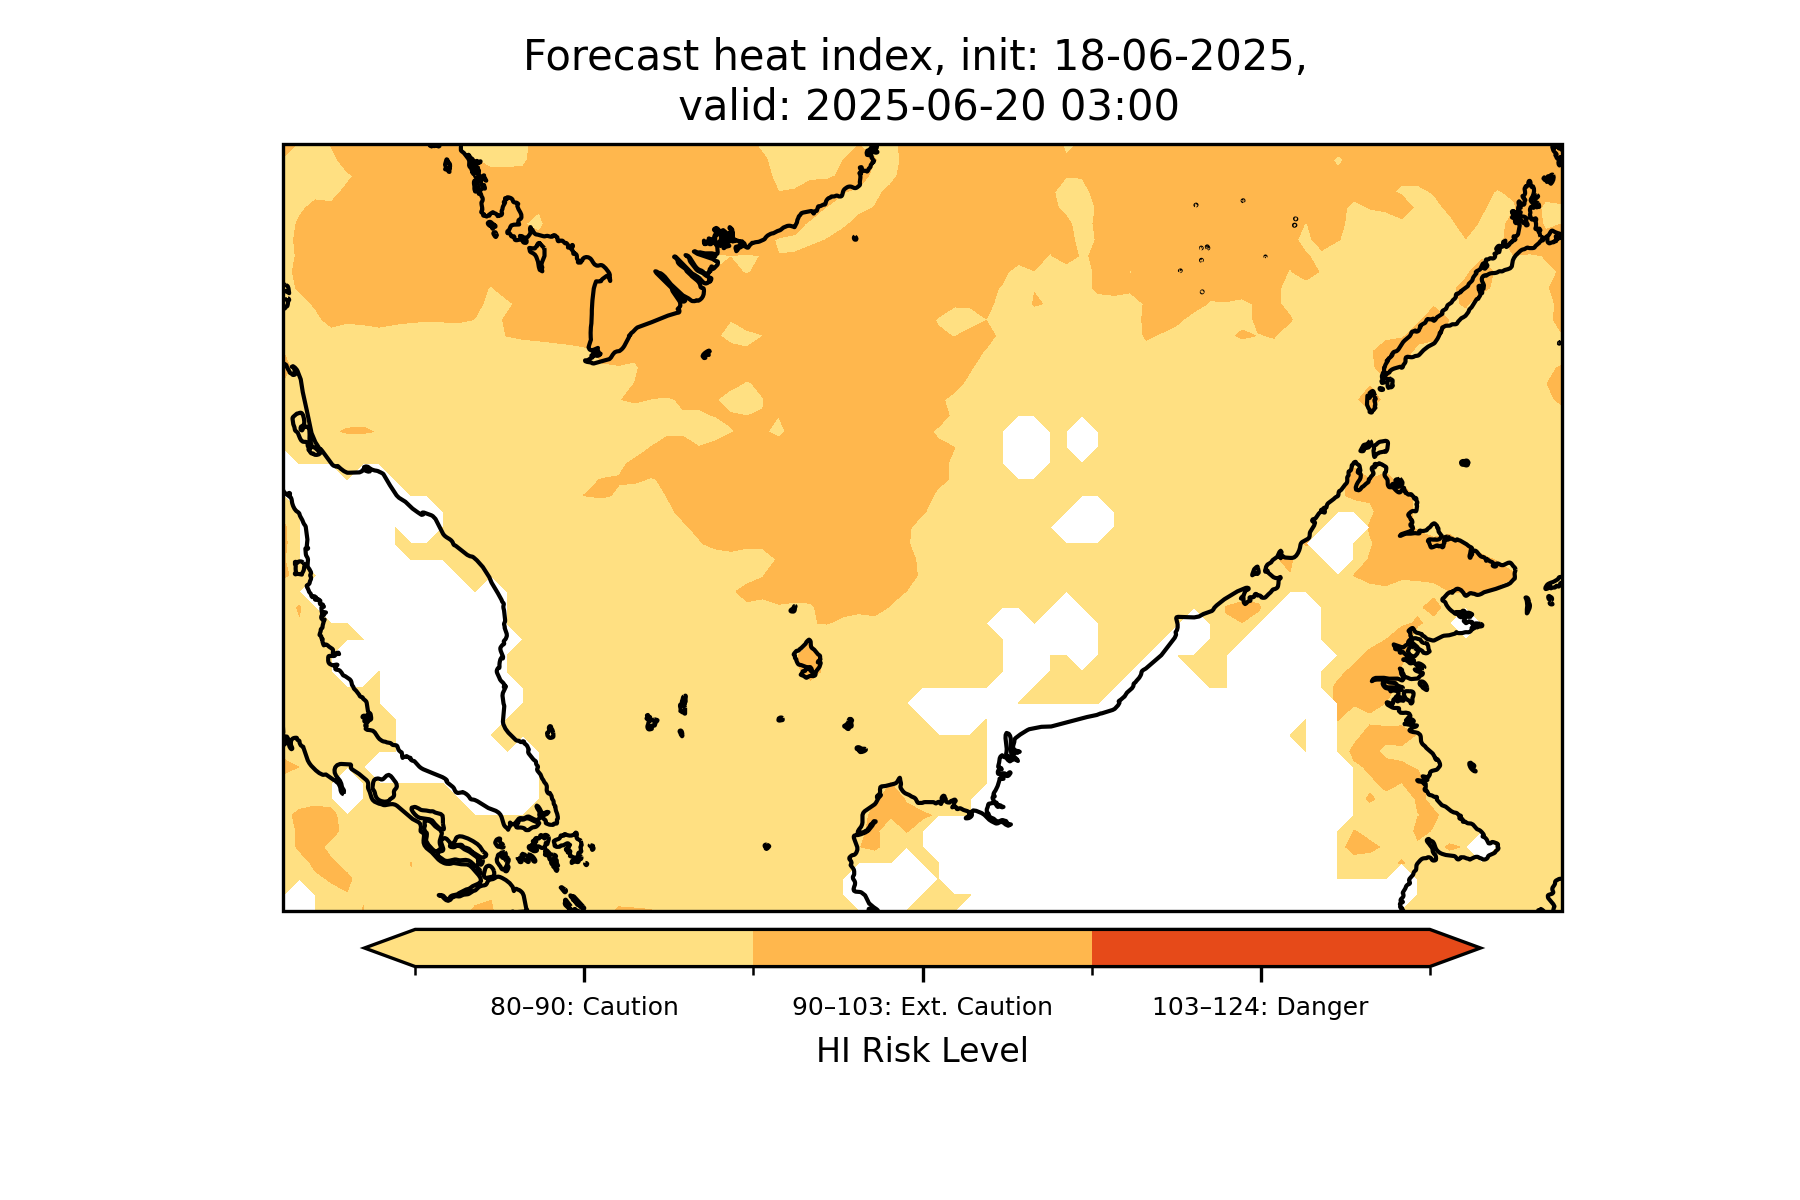 Forecast heat index, init: 18-06-2025,
valid: 2025-06-20 03:00
80–90: Caution
90–103: Ext. Caution
103–124: Danger
HI Risk Level